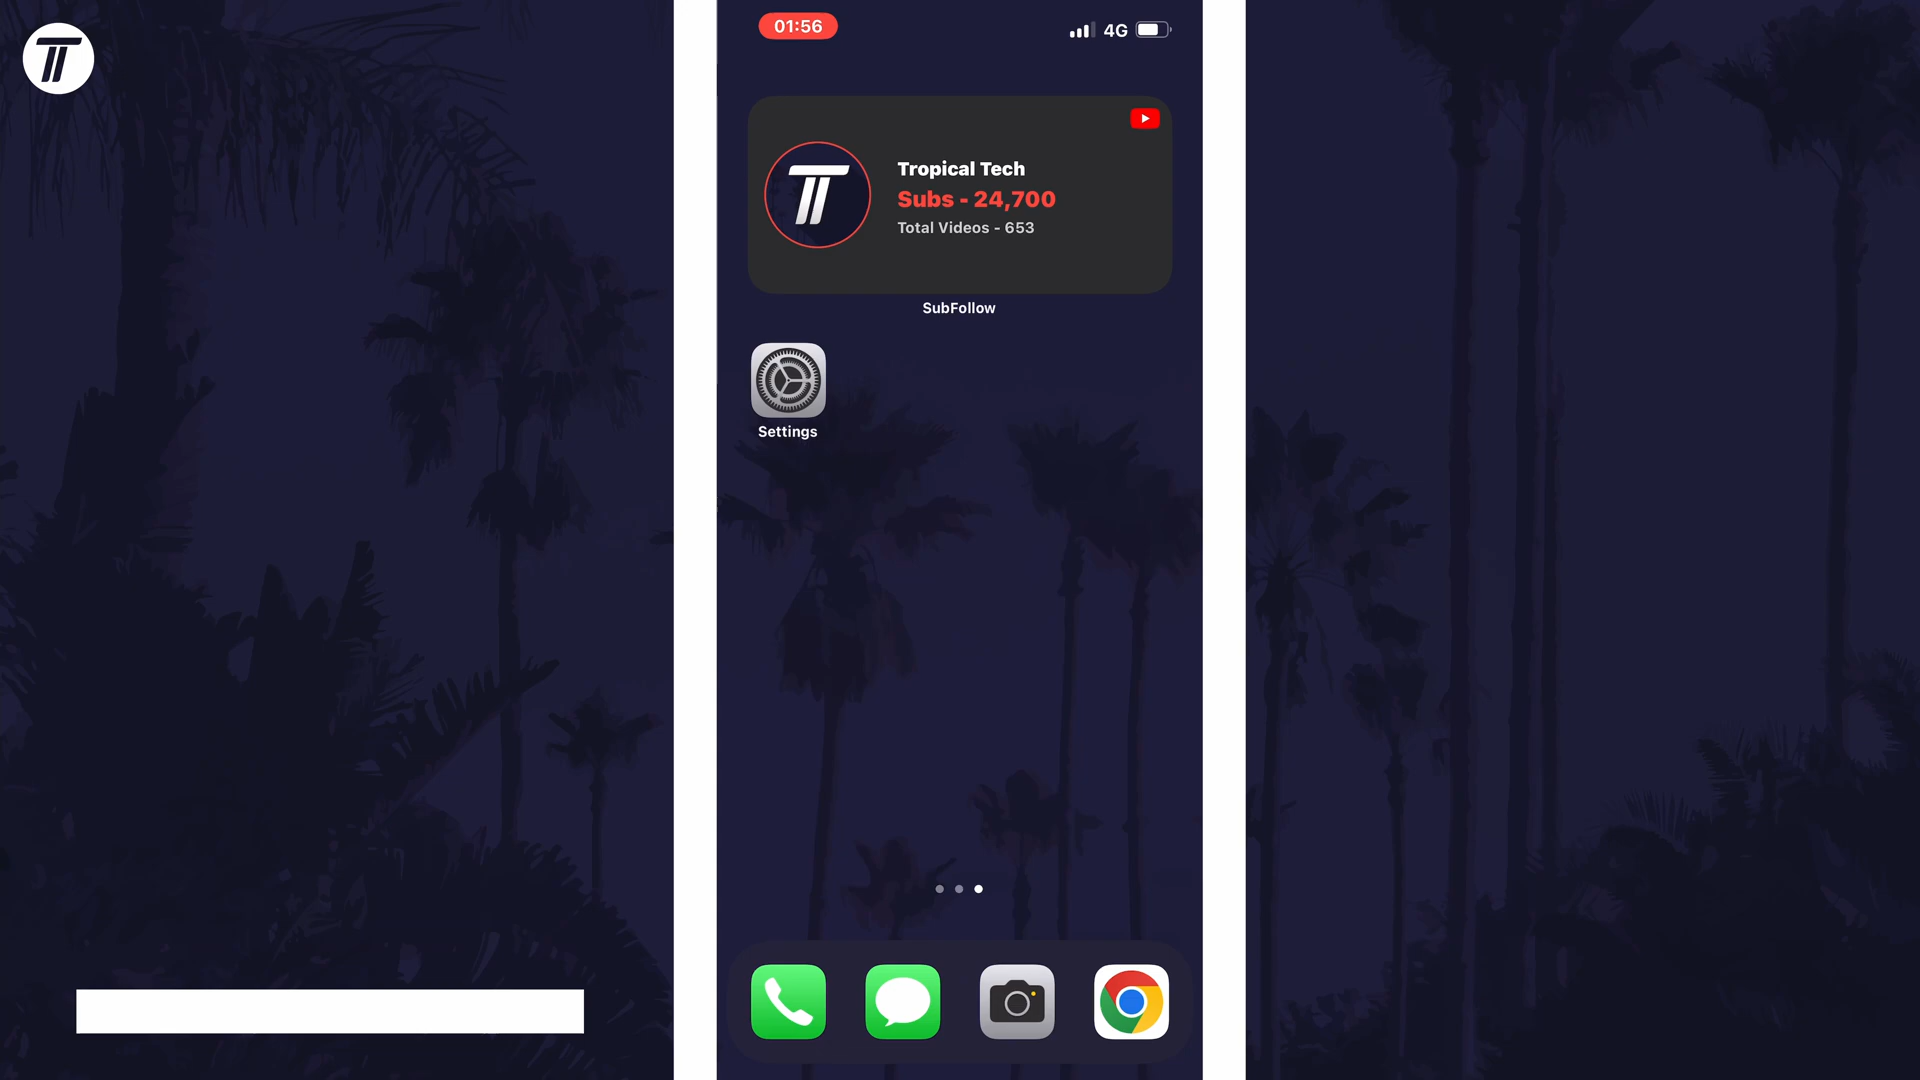 01:56
4G
Tropical Tech
Subs - 24,700
Total Videos - 653
SubFollow
Settings